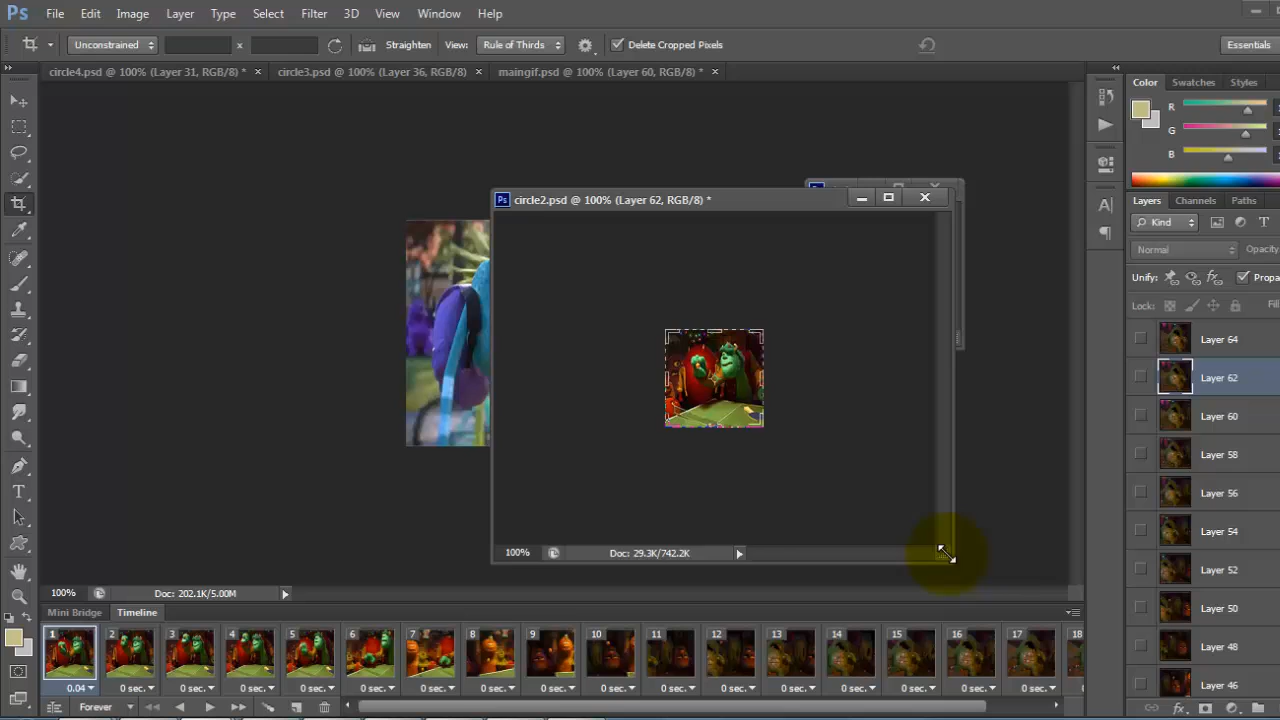 Ps File Edit Image Layer Type Select Filter 3D View Window Help
Unconstrained x Straighten View: Rule of Thirds Delete Cropped Pixels Essentials
circle4.psd @ 100% (Layer 31, RGB/8) * × circle3.psd @ 100% (Layer 36, RGB/8) × maingif.psd @ 100% (Layer 60, RGB/8) * ×
Color Swatches Styles
R
G
B
Ps circle2.psd @ 100% (Layer 62, RGB/8) *
Layers Channels Paths
Kind
Normal Opacity
Unify: Propa
Lock: Fil
Layer 64
Layer 62
Layer 60
Layer 58
Layer 56
Layer 54
Layer 52
Layer 50
Layer 48
Layer 46
100% Doc: 29.3K/742.2K
100% Doc: 202.1K/5.00M
Mini Bridge Timeline
1 2 3 4 5 6 7 8 9 10 11 12 13 14 15 16 17 18
0.04 0 sec. 0 sec. 0 sec. 0 sec. 0 sec. 0 sec. 0 sec. 0 sec. 0 sec. 0 sec. 0 sec. 0 sec. 0 sec. 0 sec. 0 sec. 0 sec. 0 s
Forever